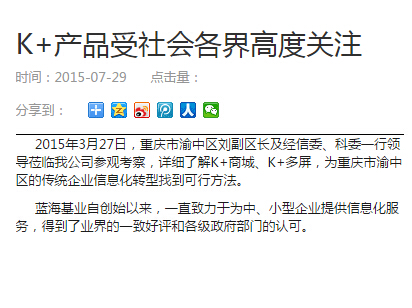 K+产品受社会各界高度关注
时间：2015-07-29 点击量：
分享到：
2015年3月27日，重庆市渝中区刘副区长及经信委、科委一行领
导莅临我公司参观考察，详细了解K+商城、K+多屏，为重庆市渝中
区的传统企业信息化转型找到可行方法。
蓝海基业自创始以来，一直致力于为中、小型企业提供信息化服
务，得到了业界的一致好评和各级政府部门的认可。